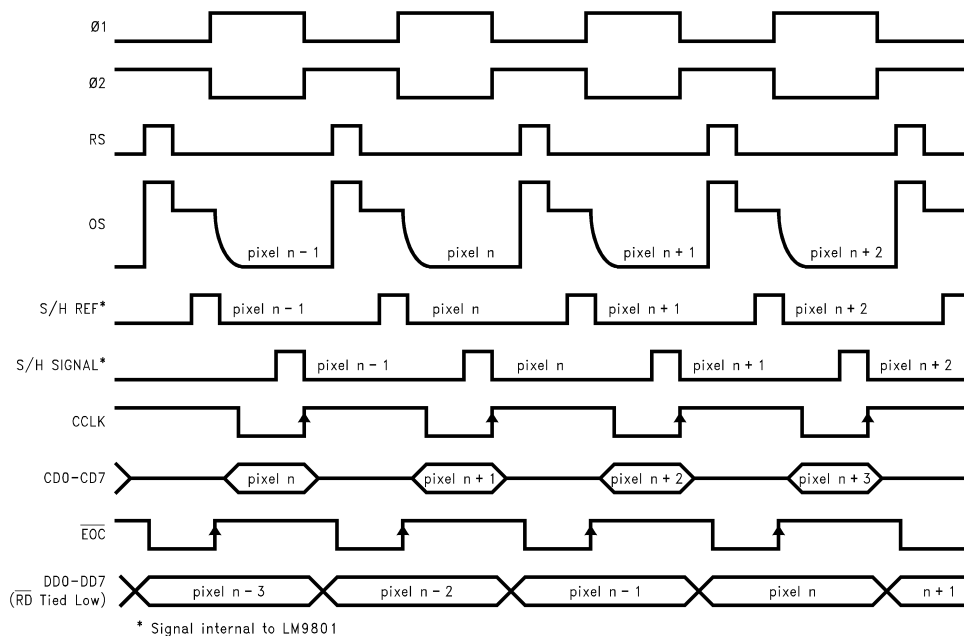 Ø1
Ø2
RS
OS
pixel n - 1 pixel n pixel n + 1 pixel n + 2
S/H REF* pixel n - 1 pixel n pixel n + 1 pixel n + 2
S/H SIGNAL* pixel n - 1 pixel n pixel n + 1 pixel n + 2
CCLK
CD0-CD7 pixel n pixel n + 1 pixel n + 2 pixel n + 3
EOC
DD0-DD7
(RD Tied Low) pixel n - 3 pixel n - 2 pixel n - 1 pixel n n + 1
* Signal internal to LM9801